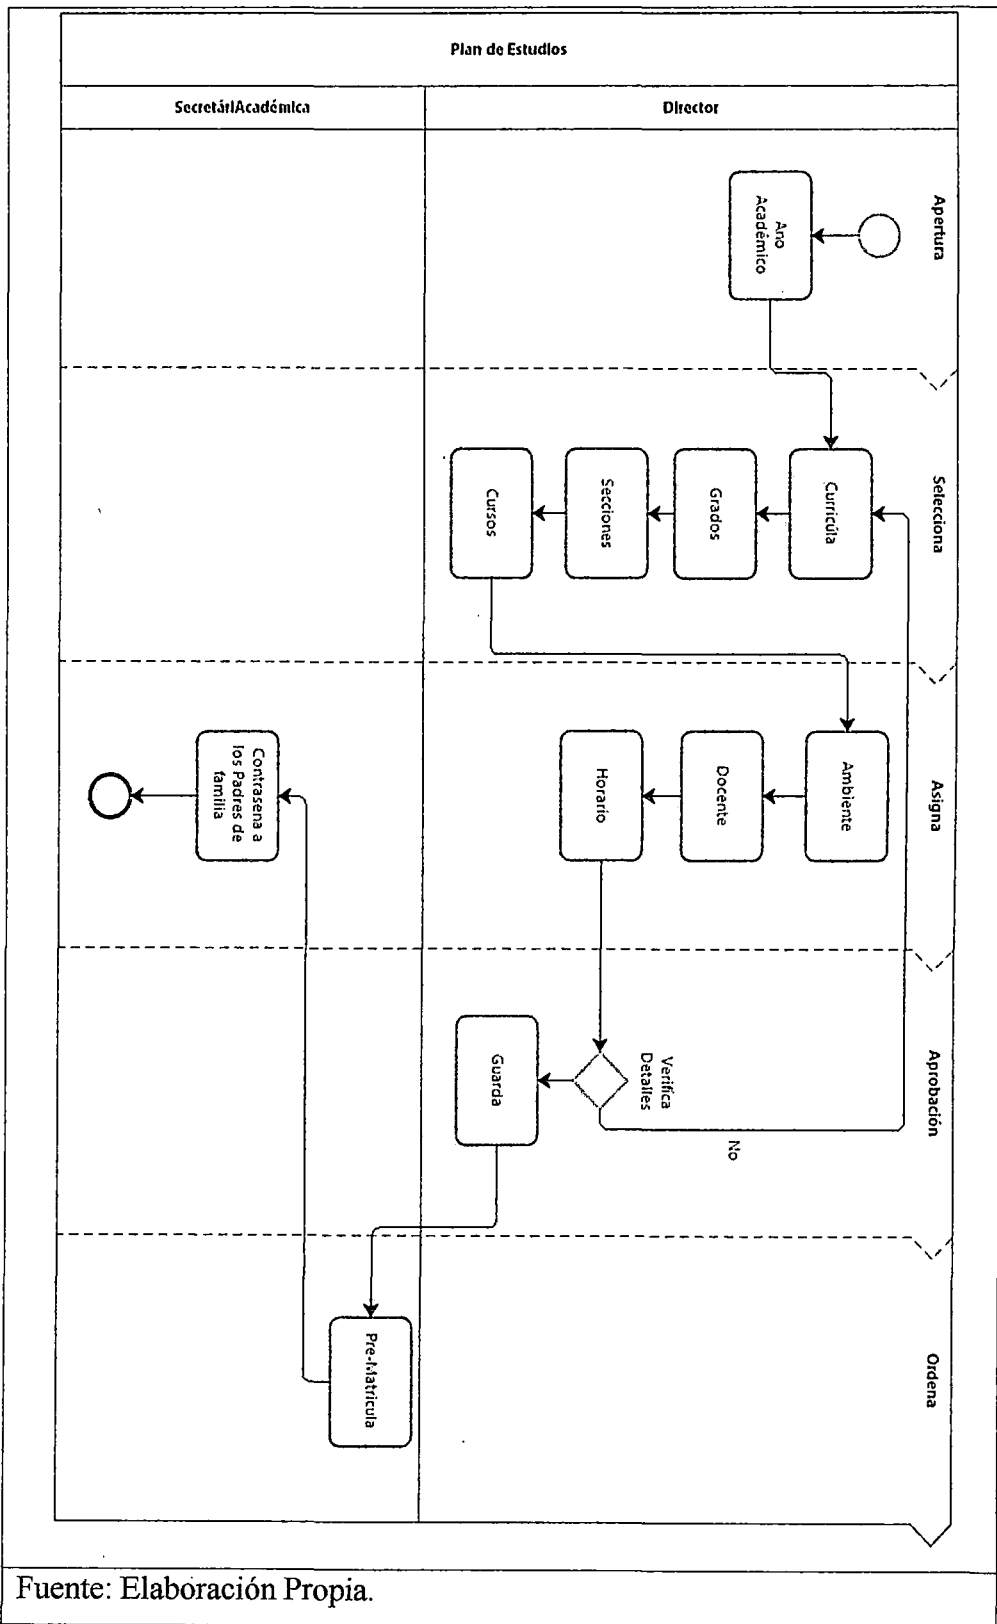 Plan de Estudios
SecretáriAcadémica
Director
Apertura
Ano
Académico
Selecciona
Curricúla
Grados
Secciones
Cursos
Asigna
Ambiente
Docente
Horario
Contrasena a
los Padres de
familia
Aprobación
Verifica
Detalles
No
Guarda
Ordena
Pre-Matricula
Fuente: Elaboración Propia.